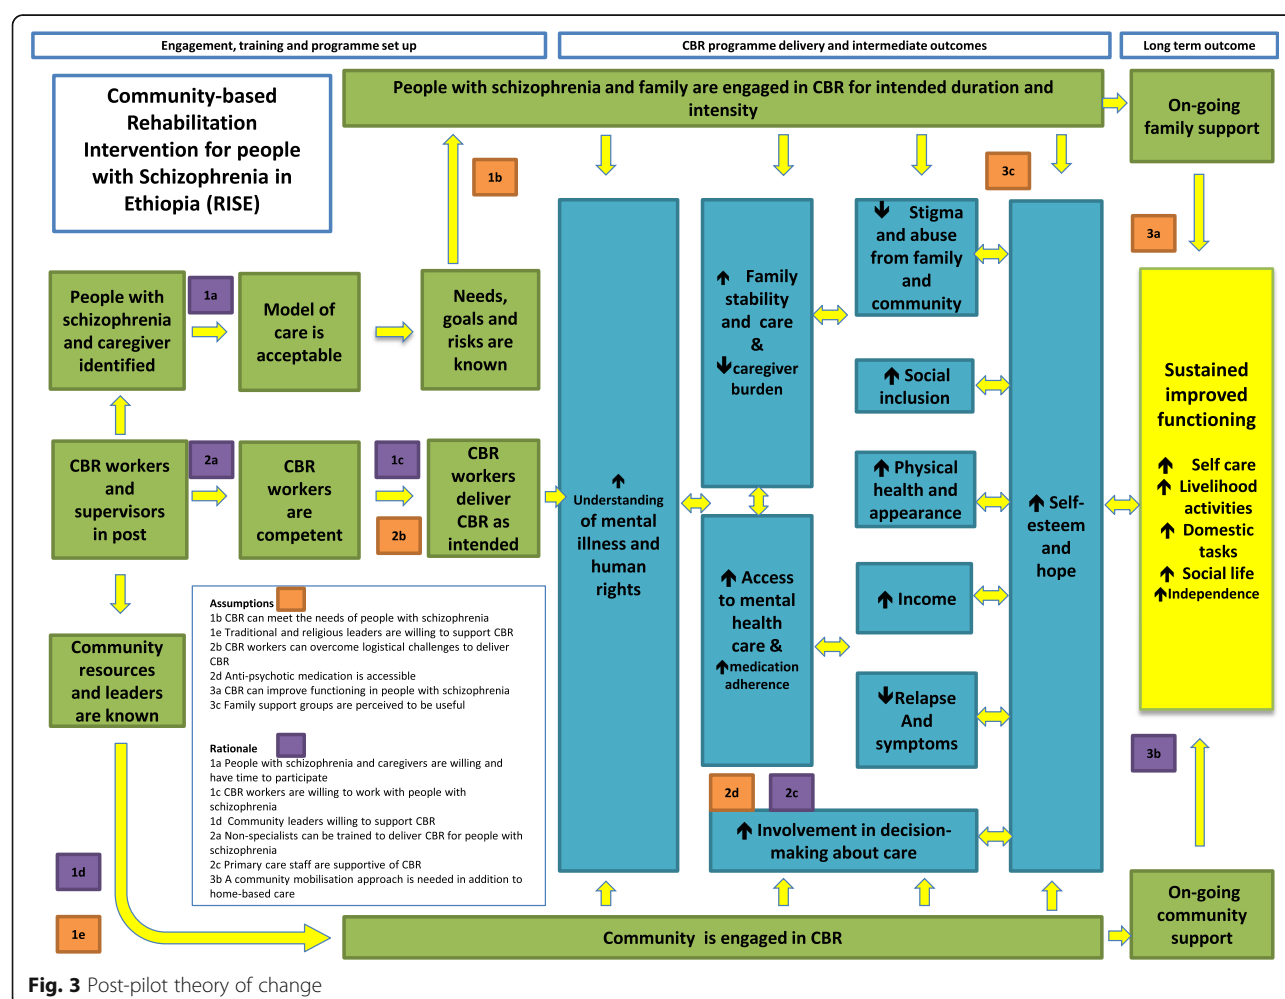 Engagement, training and programme set up
CBR programme delivery and intermediate outcomes
Long term outcome
Community-based
Rehabilitation
Intervention for people
with Schizophrenia in
Ethiopia (RISE)
People with schizophrenia and family are engaged in CBR for intended duration and
intensity
On-going
family support
1b
3c
3a
People with
schizophrenia
and caregiver
identified
1a
Model of
care is
acceptable
Needs,
goals and
risks are
known
CBR workers
and
supervisors
in post
2a
CBR
workers
are
competent
1c
2b
CBR
workers
deliver
CBR as
intended
Community
resources
and leaders
are known
Understanding
of mental
illness and
human
rights
Family
stability
and care
&
caregiver
burden
Access
to mental
health
care &
medication
adherence
Stigma
and abuse
from family
and
community
Social
inclusion
Physical
health and
appearance
Income
Relapse
And
symptoms
2d
2c
Involvement in decision-
making about care
Self-
esteem
and
hope
Sustained
improved
functioning
Self care
Livelihood
activities
Domestic
tasks
Social life
Independence
3b
Assumptions
1b CBR can meet the needs of people with schizophrenia
1e Traditional and religious leaders are willing to support CBR
2b CBR workers can overcome logistical challenges to deliver
CBR
2d Anti-psychotic medication is accessible
3a CBR can improve functioning in people with schizophrenia
3c Family support groups are perceived to be useful
Rationale
1a People with schizophrenia and caregivers are willing and
have time to participate
1c CBR workers are willing to work with people with
schizophrenia
1d Community leaders willing to support CBR
2a Non-specialists can be trained to deliver CBR for people with
schizophrenia
2c Primary care staff are supportive of CBR
3b A community mobilisation approach is needed in addition to
home-based care
1d
1e
Community is engaged in CBR
On-going
community
support
Fig. 3 Post-pilot theory of change